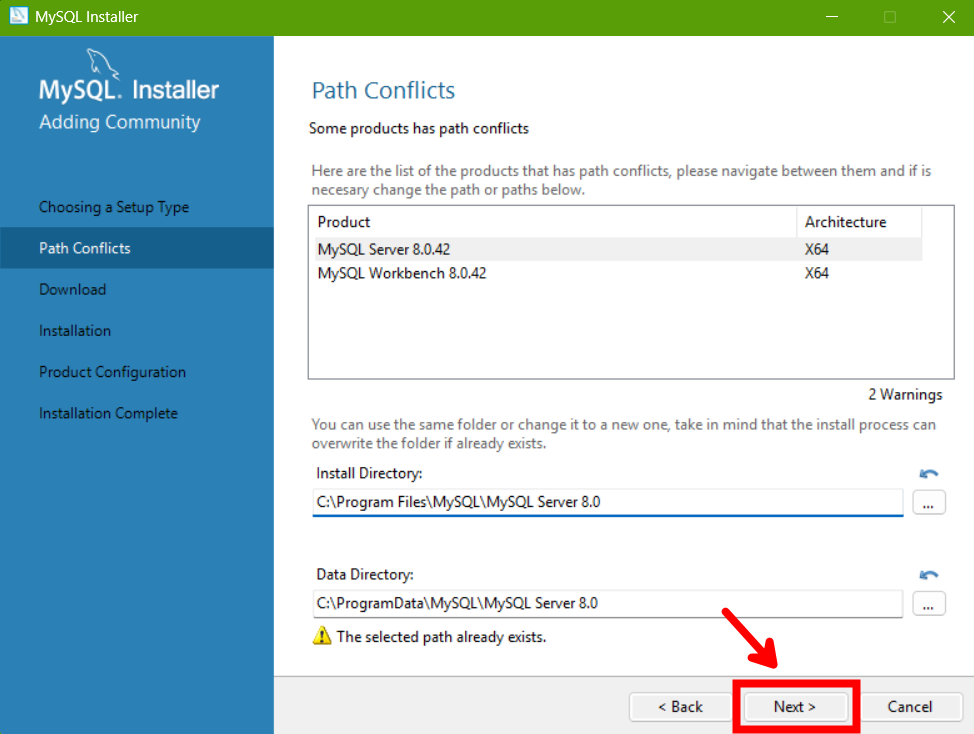 MySQL Installer
MySQL. Installer
Adding Community
Choosing a Setup Type
Path Conflicts
Download
Installation
Product Configuration
Installation Complete
Path Conflicts
Some products has path conflicts
Here are the list of the products that has path conflicts, please navigate between them and if is
necesary change the path or paths below.
Product Architecture
MySQL Server 8.0.42 X64
MySQL Workbench 8.0.42 X64
2 Warnings
You can use the same folder or change it to a new one, take in mind that the install process can
overwrite the folder if already exists.
Install Directory:
C:\Program Files\MySQL\MySQL Server 8.0
...
Data Directory:
C:\ProgramData\MySQL\MySQL Server 8.0
...
The selected path already exists.
< Back Next > Cancel